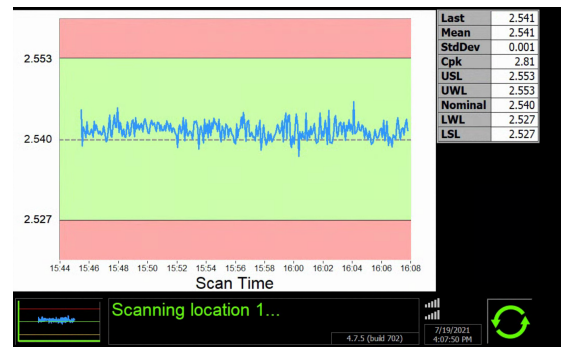 2.553
2.540
2.527
15:44 15:46 15:48 15:50 15:52 15:54 15:56 15:58 16:00 16:02 16:04 16:06 16:08
Scan Time
Last 2.541
Mean 2.541
StdDev 0.001
Cpk 2.81
USL 2.553
UWL 2.553
Nominal 2.540
LWL 2.527
LSL 2.527
Scanning location 1...
4.7.5 (build 702)
7/19/2021
4:07:50 PM